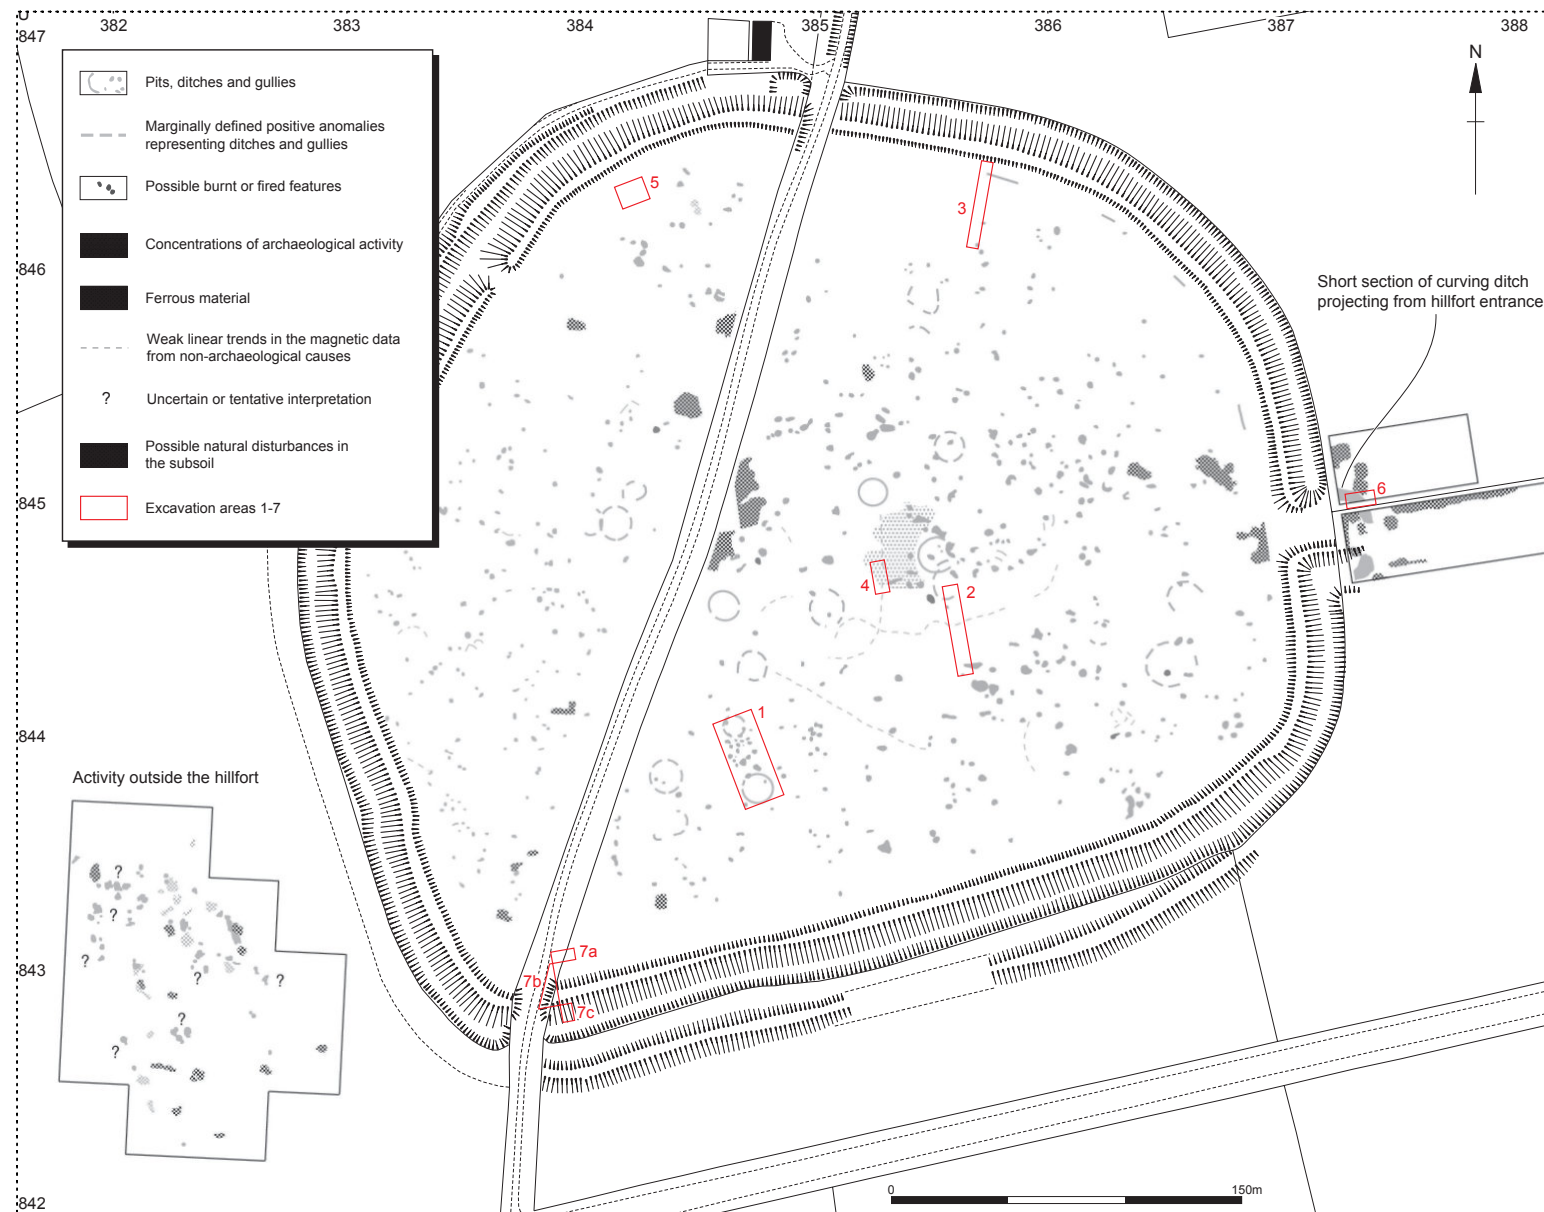 382
383
384
385
386
387
388
847
846
845
844
843
842
Pits, ditches and gullies
Marginally defined positive anomalies
representing ditches and gullies
Possible burnt or fired features
Concentrations of archaeological activity
Ferrous material
Weak linear trends in the magnetic data
from non-archaeological causes
?
Uncertain or tentative interpretation
Possible natural disturbances in
the subsoil
Excavation areas 1-7
N
5
3
Short section of curving ditch
projecting from hillfort entrance
6
4
2
1
Activity outside the hillfort
?
?
?
?
?
?
?
7a
7b
7c
0
150m